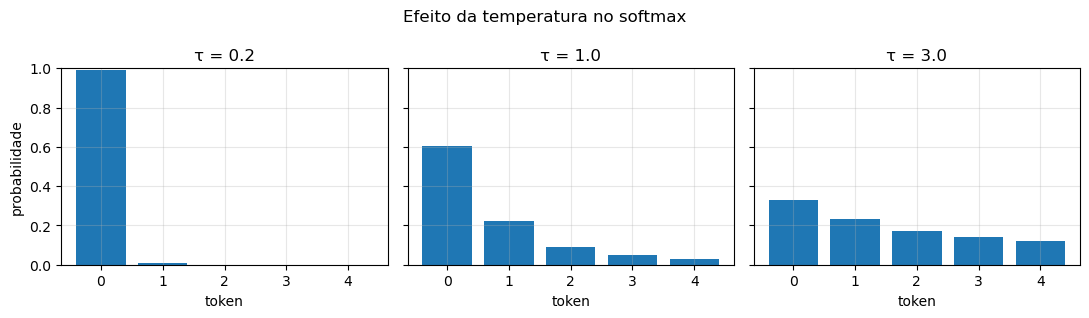 Efeito da temperatura no softmax
τ = 0.2
τ = 1.0
τ = 3.0
probabilidade
1.0
0.8
0.6
0.4
0.2
0.0
0 1 2 3 4
0 1 2 3 4
0 1 2 3 4
token
token
token